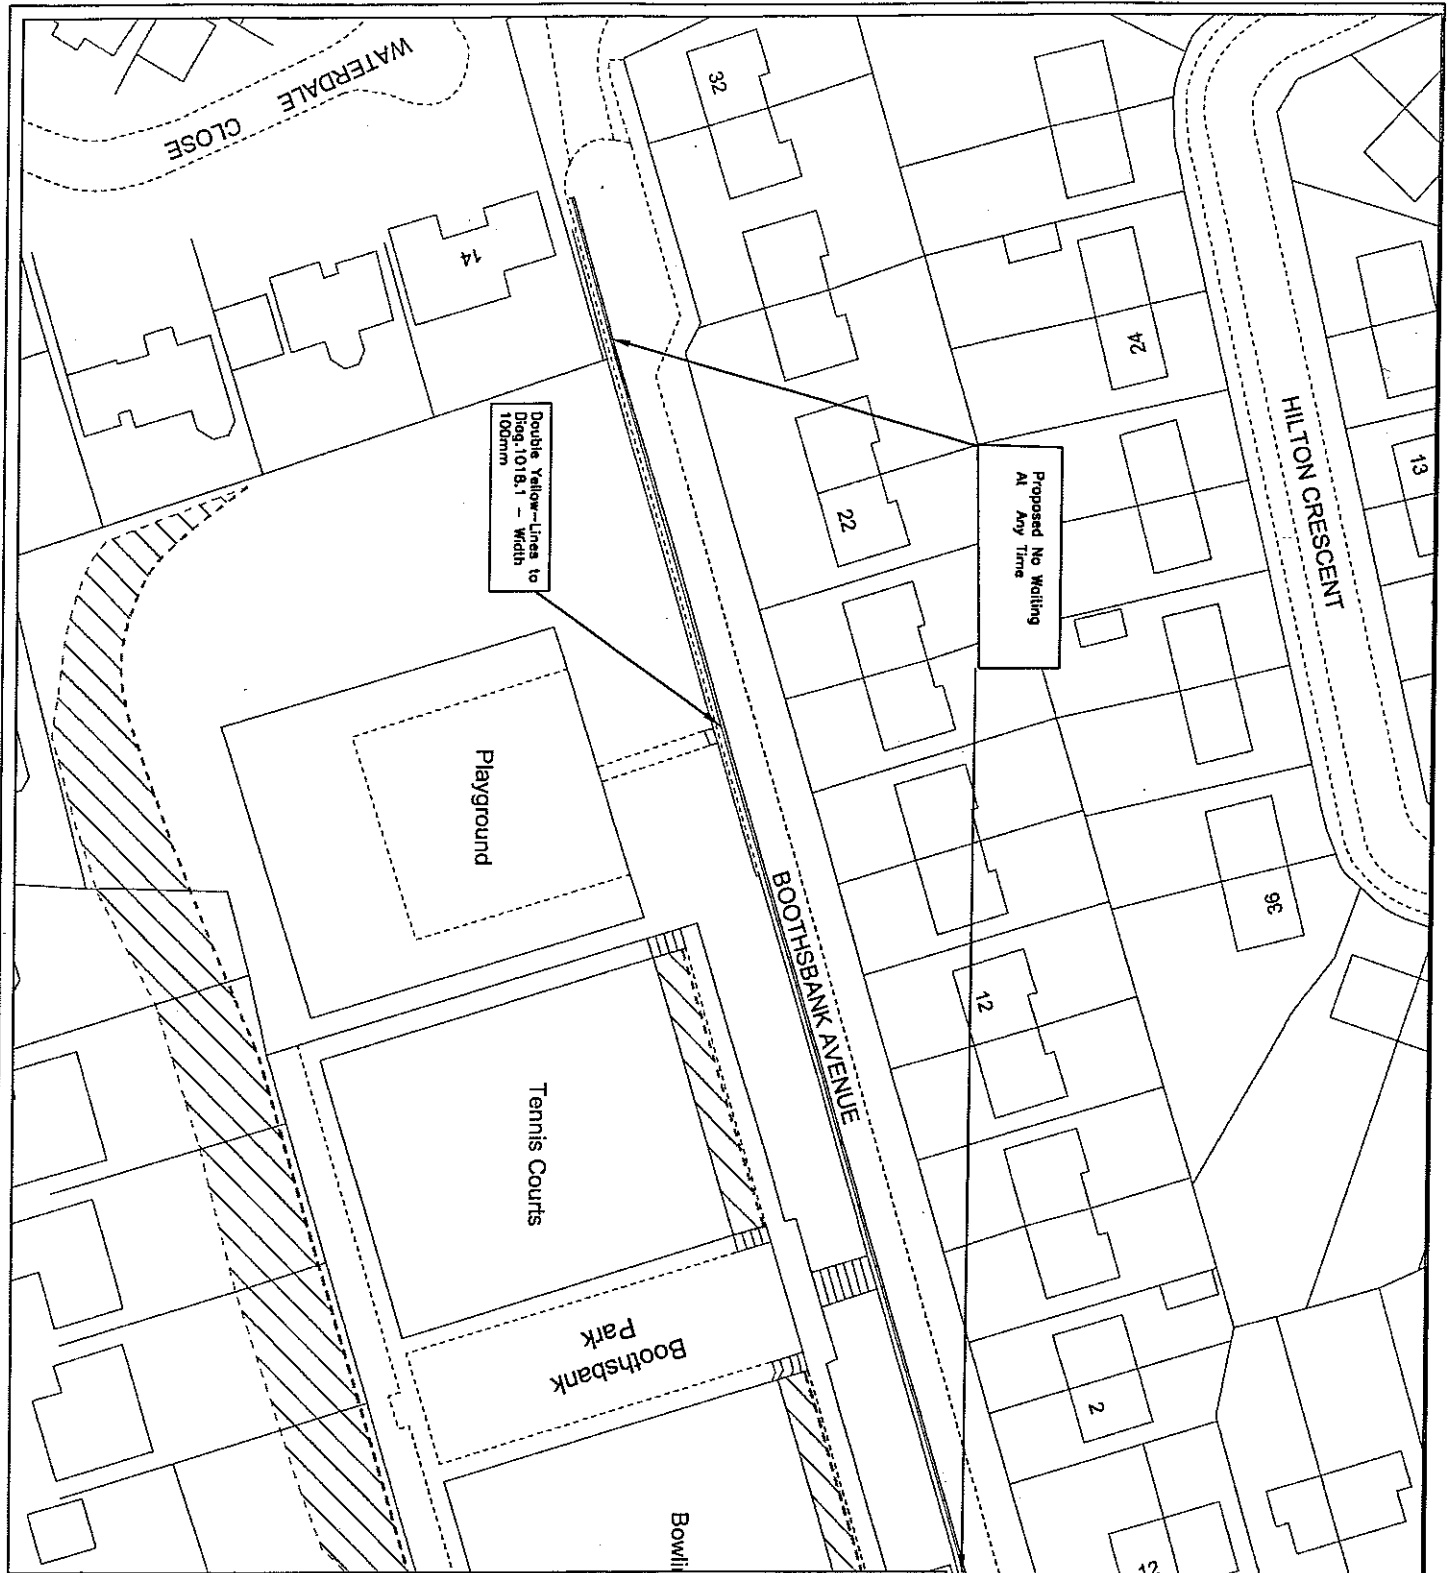 WATERDALE
CLOSE
32
14
24
22
13
HILTON CRESCENT
Proposed No Waiting
At Any Time
Double Yellow-Lines to
Diag.1018.1 - Width
100mm
Playground
BOOTHSBANK AVENUE
36
12
Tennis Courts
Boothsbank
Park
2
Bowli
12